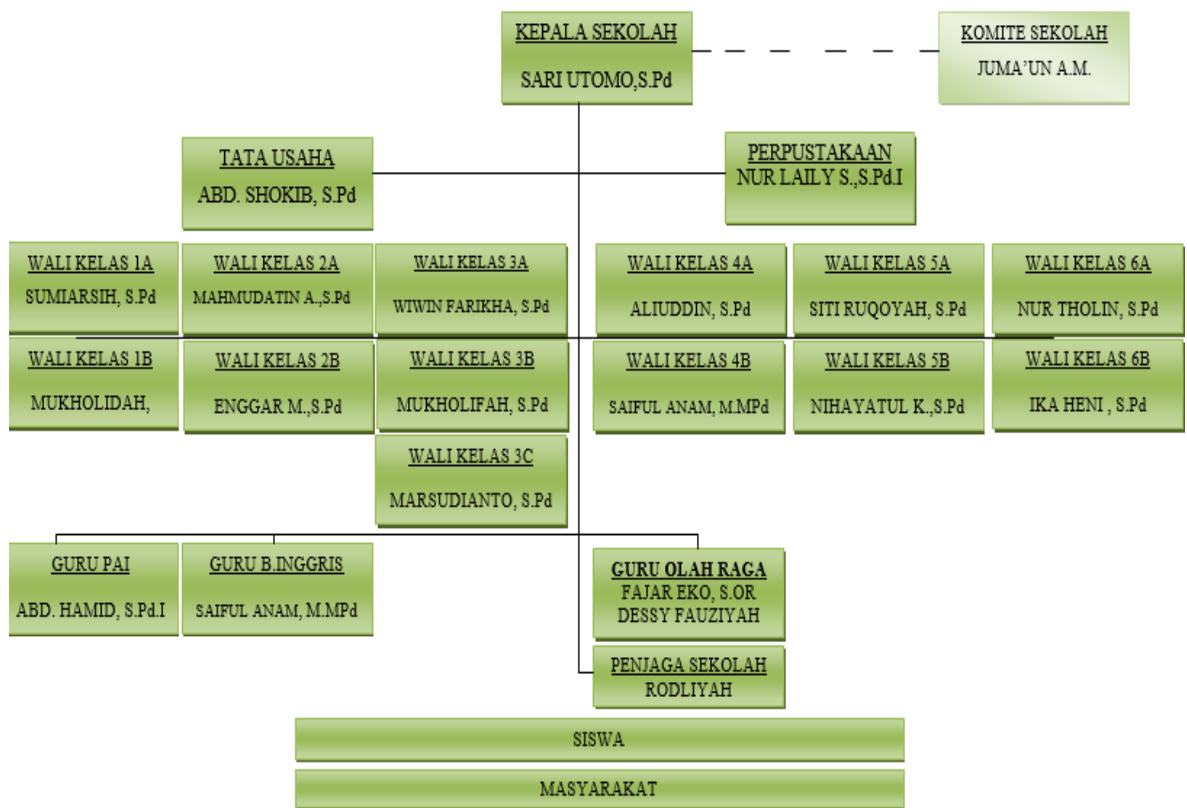 KEPALA SEKOLAH
SARI UTOMO,S.Pd
KOMITE SEKOLAH
JUMA'UN A.M.
TATA USAHA
ABD. SHOKIB, S.Pd
PERPUSTAKAAN
NUR LAILY S.,S.Pd.I
WALI KELAS 1A
SUMIARSIH, S.Pd
WALI KELAS 2A
MAHMUDATIN A.,S.Pd
WALI KELAS 3A
WIWIN FARIKHA, S.Pd
WALI KELAS 4A
ALIUDDIN, S.Pd
WALI KELAS 5A
SITI RUQOYAH, S.Pd
WALI KELAS 6A
NUR THOLIN, S.Pd
WALI KELAS 1B
MUKHOLIDAH,
WALI KELAS 2B
ENGGAR M.,S.Pd
WALI KELAS 3B
MUKHOLIFAH, S.Pd
WALI KELAS 4B
SAIFUL ANAM, M.MPd
WALI KELAS 5B
NIHAYATUL K.,S.Pd
WALI KELAS 6B
IKA HENI , S.Pd
WALI KELAS 3C
MARSUDIANTO, S.Pd
GURU PAI
ABD. HAMID, S.Pd.I
GURU B.INGGRIS
SAIFUL ANAM, M.MPd
GURU OLAH RAGA
FAJAR EKO, S.OR
DESSY FAUZIYAH
PENJAGA SEKOLAH
RODLIYAH
SISWA
MASYARAKAT